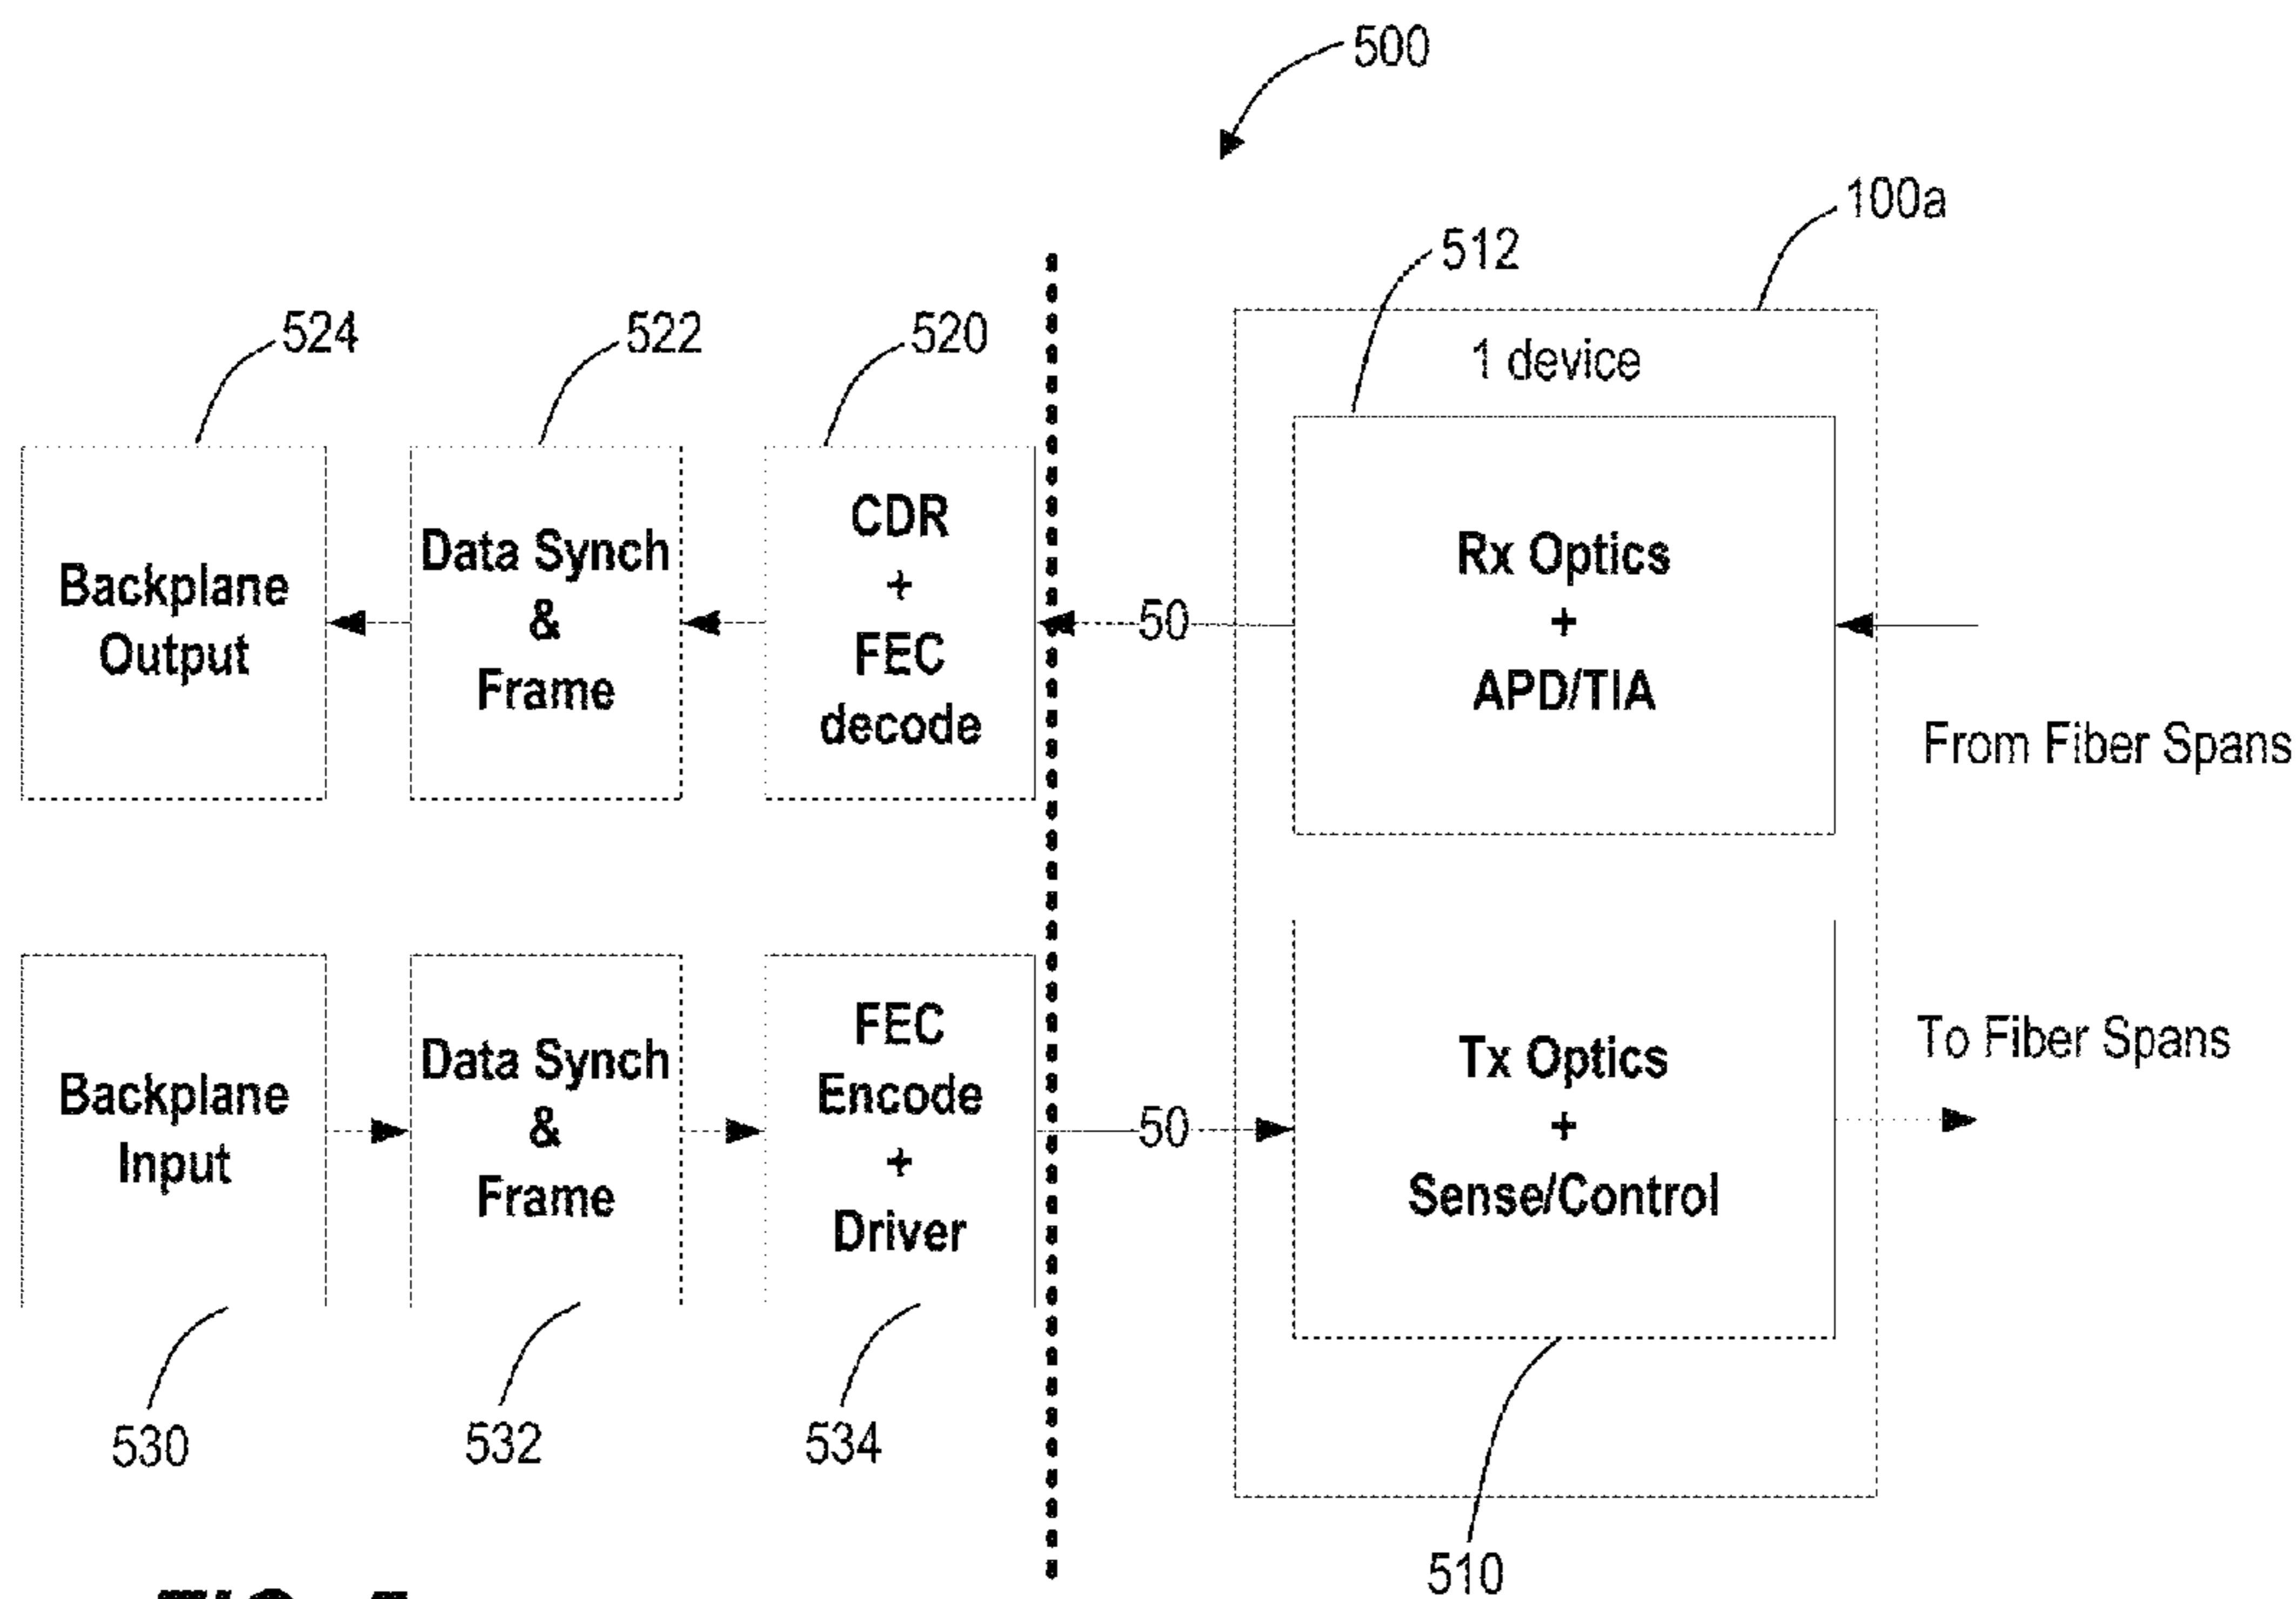 500
100a
512
524
522
520
1 device
Backplane
Output
Data Synch
&
Frame
CDR
+
FEC
decode
50
Rx Optics
+
APD/TIA
From Fiber Spans
Backplane
Input
Data Synch
&
Frame
FEC
Encode
+
Driver
50
Tx Optics
+
Sense/Control
To Fiber Spans
530
532
534
510